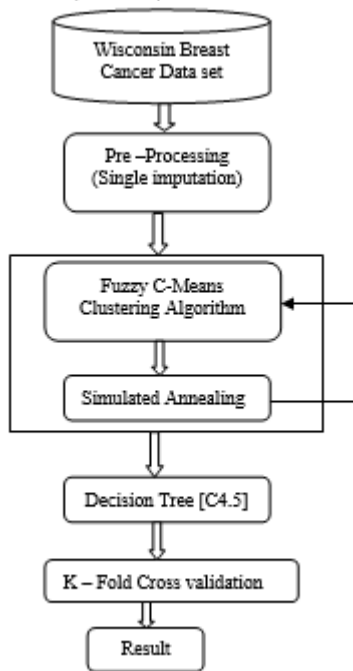 Wisconsin Breast
Cancer Data set
Pre –Processing
(Single imputation)
Fuzzy C-Means
Clustering Algorithm
Simulated Annealing
Decision Tree [C4.5]
K – Fold Cross validation
Result